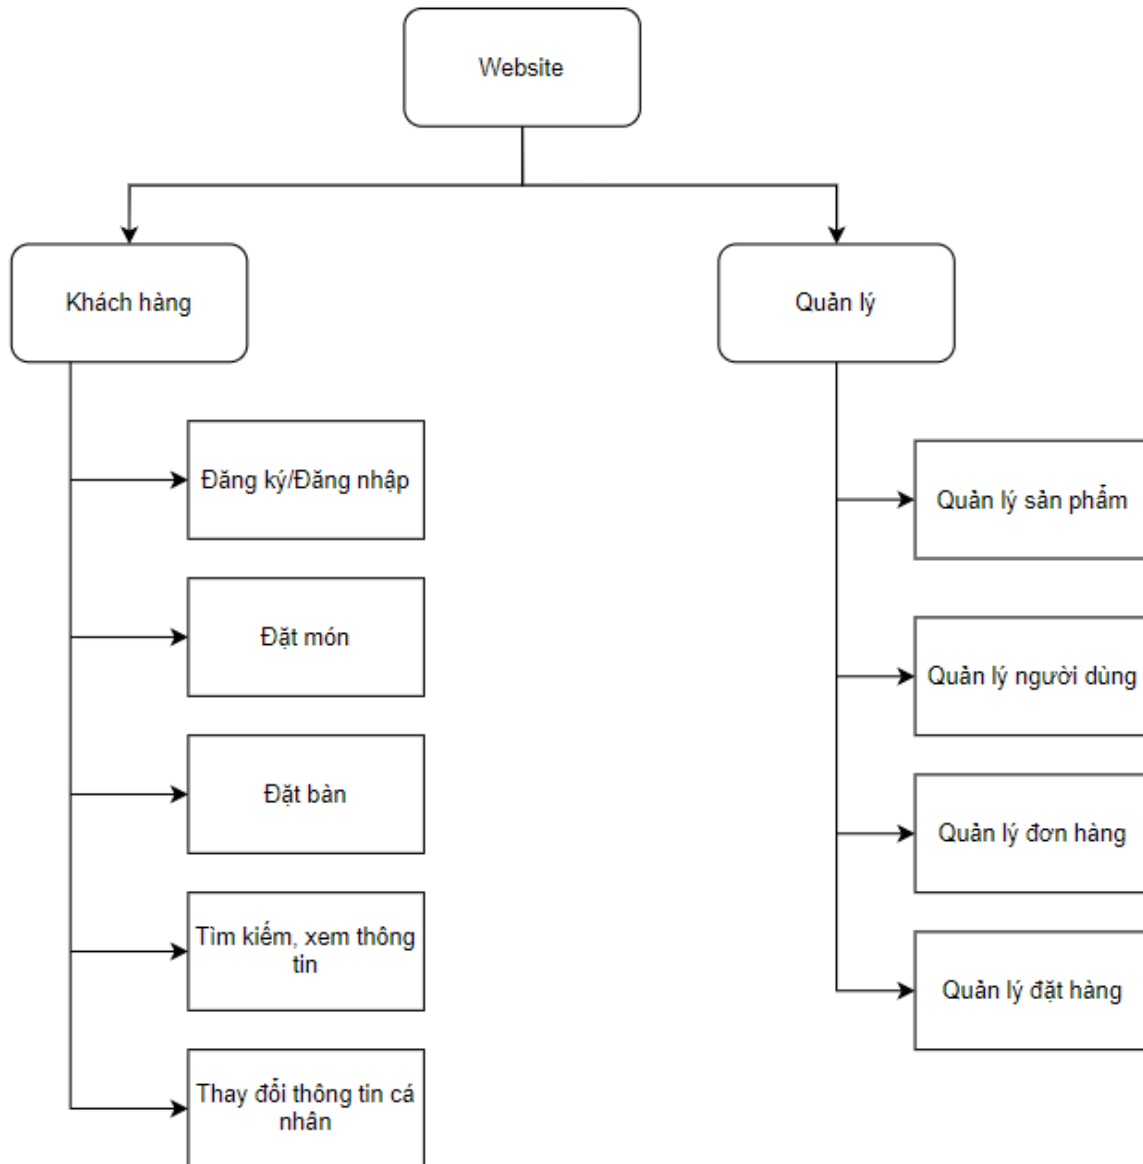 Website
Khách hàng
Quản lý
Đăng ký/Đăng nhập
Đặt món
Đặt bàn
Tìm kiếm, xem thông
tin
Thay đổi thông tin cá
nhân
Quản lý sản phẩm
Quản lý người dùng
Quản lý đơn hàng
Quản lý đặt hàng